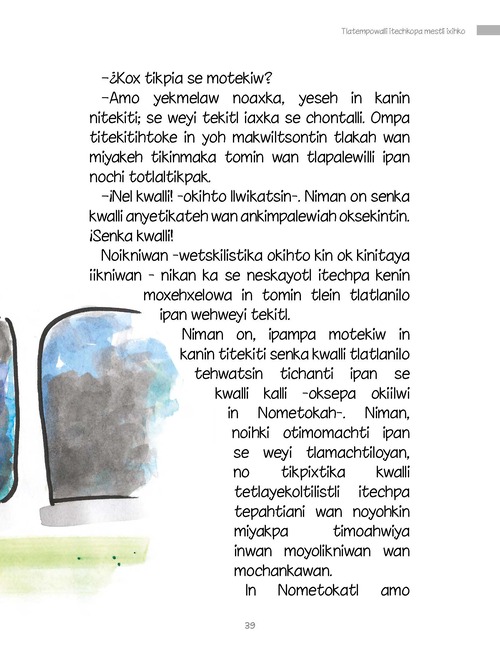 Tlatempowalli itechkopa mestli ixihko
–¿Kox tikpia se motekiw?
–Amo yekmelaw noaxka, yeseh in kanin
nitekiti; se weyi tekitl iaxka se chontalli. Ompa
titekitihtoke in yoh makwiltsontin tlakah wan
miyakeh tikinmaka tomin wan tlapalewilli ipan
nochi totlaltikpak.
–¡Nel kwalli! -okihto Ilwikatsin-. Niman on senka
kwalli anyetikateh wan ankimpalewiah oksekintin.
¡Senka kwalli!
Noikniwan -wetskilistika okihto kin ok kinitaya
iikniwan - nikan ka se neskayotl itechpa kenin
moxehxelowa in tomin tlein tlatlanilo
ipan wehweyi tekitl.
Niman on, ipampa motekiw in
kanin titekiti senka kwalli tlatlanilo
tehwatsin tichanti ipan se
kwalli kalli -oksepa okiilwi
in Nometokah-. Niman,
noihki otimomachti ipan
se weyi tlamachtiloyan,
no tikpixtika kwalli
tetlayekoltilistli itechpa
tepahtiani wan noyohkin
miyakpa timoahwiya
inwan moyolikniwan wan
mochankawan.
In Nometokatl amo
39